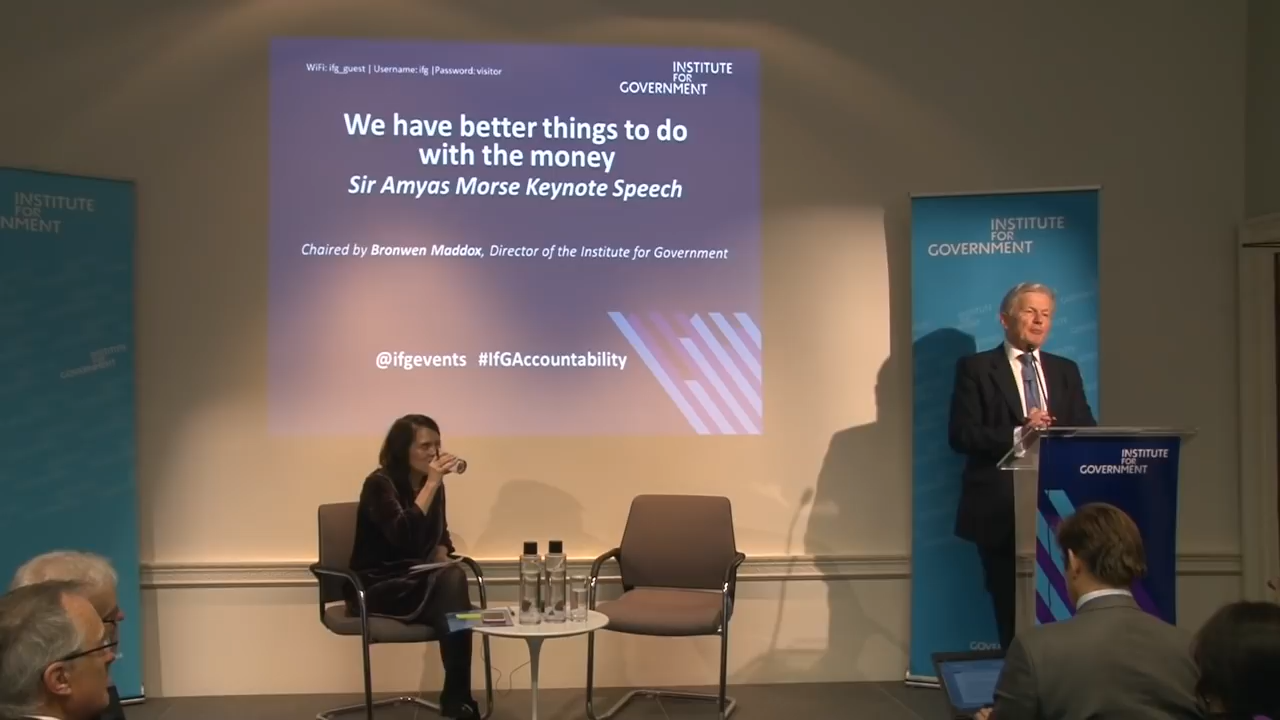 WiFi: ifg_guest | Username: ifg |Password: visitor
INSTITUTE
FOR
GOVERNMENT
We have better things to do
with the money
Sir Amyas Morse Keynote Speech
Chaired by Bronwen Maddox, Director of the Institute for Government
@ifgevents #IfGAccountability
INSTITUTE
FOR
NMENT
INSTITUTE
FOR
GOVERNMENT
INSTITUTE
FOR
GOVERNMENT